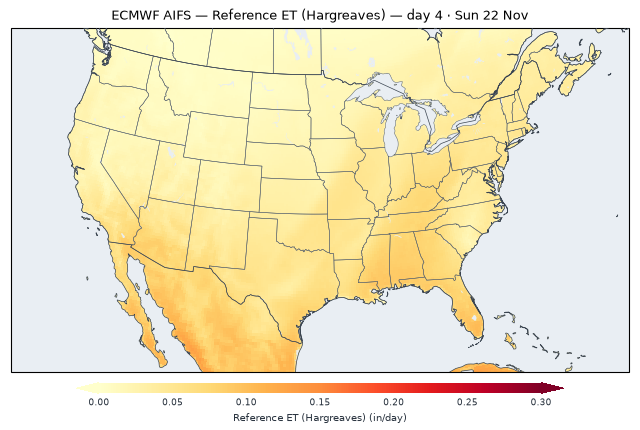 ECMWF AIFS — Reference ET (Hargreaves) — day 4 · Sun 22 Nov
0.00 0.05 0.10 0.15 0.20 0.25 0.30
Reference ET (Hargreaves) (in/day)